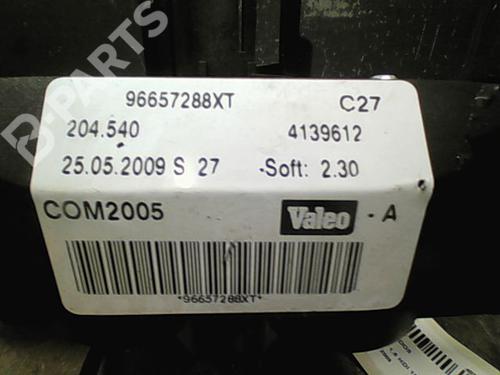 B-PARTS
96657288XT C27
204.540 4139612
25.05.2009 S 27 Soft: 2.30
COM2005 Valeo - A
*96657288XT*